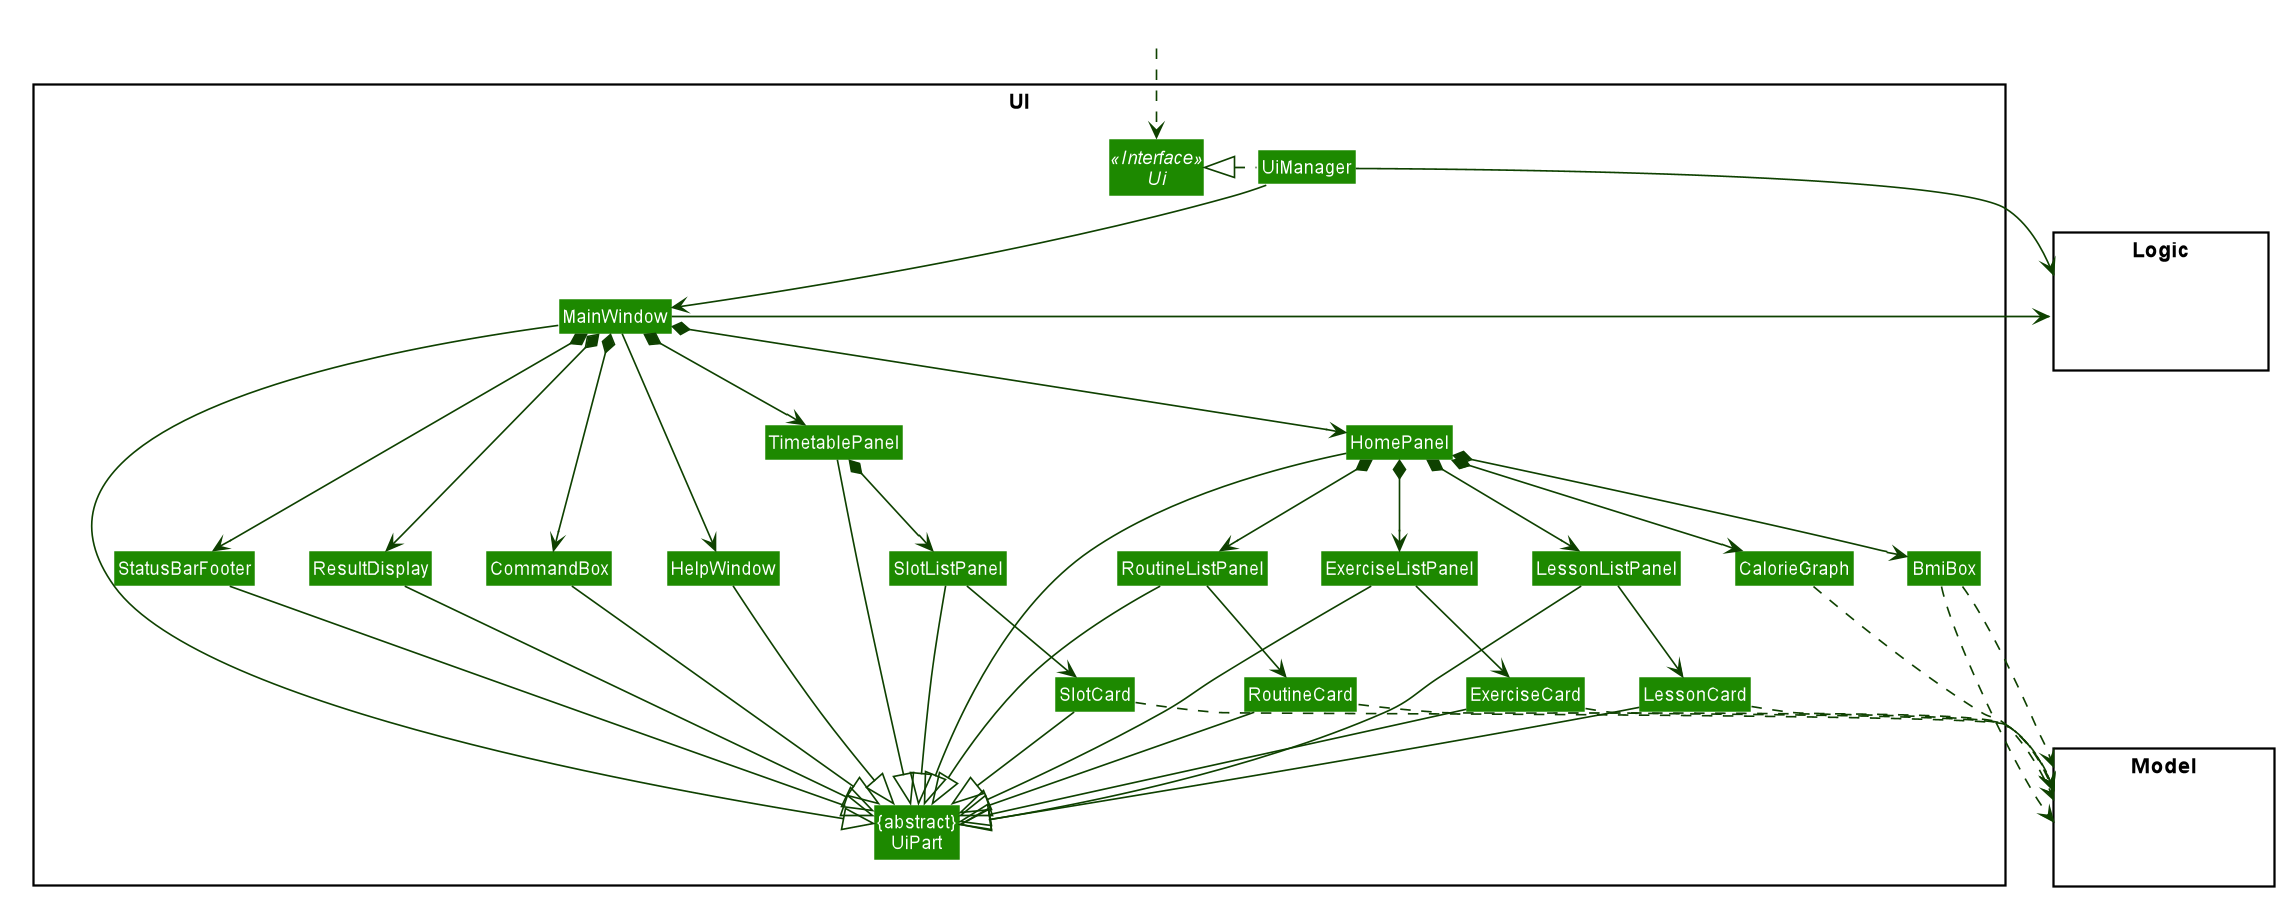 UI
«Interface»
Ui
UiManager
Logic
MainWindow
TimetablePanel
HomePanel
StatusBarFooter
ResultDisplay
CommandBox
HelpWindow
SlotListPanel
RoutineListPanel
ExerciseListPanel
LessonListPanel
CalorieGraph
BmiBox
SlotCard
RoutineCard
ExerciseCard
LessonCard
Model
{abstract}
UiPart